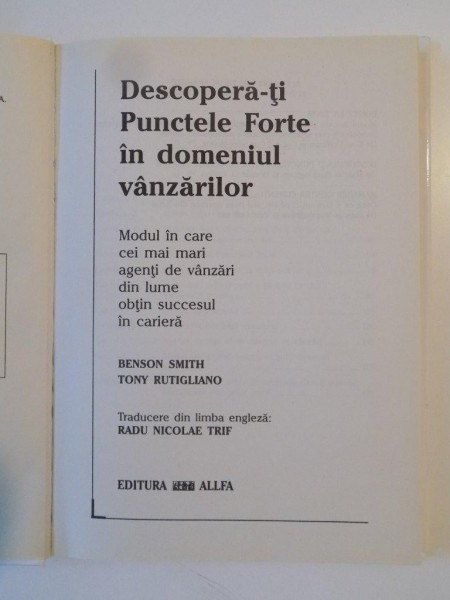 A.
Descoperă-ţi
Punctele Forte
în domeniul
vânzărilor
Modul în care
cei mai mari
agenţi de vânzări
din lume
obţin succesul
în carieră
BENSON SMITH
TONY RUTIGLIANO
Traducere din limba engleză:
RADU NICOLAE TRIF
EDITURA ALLFA